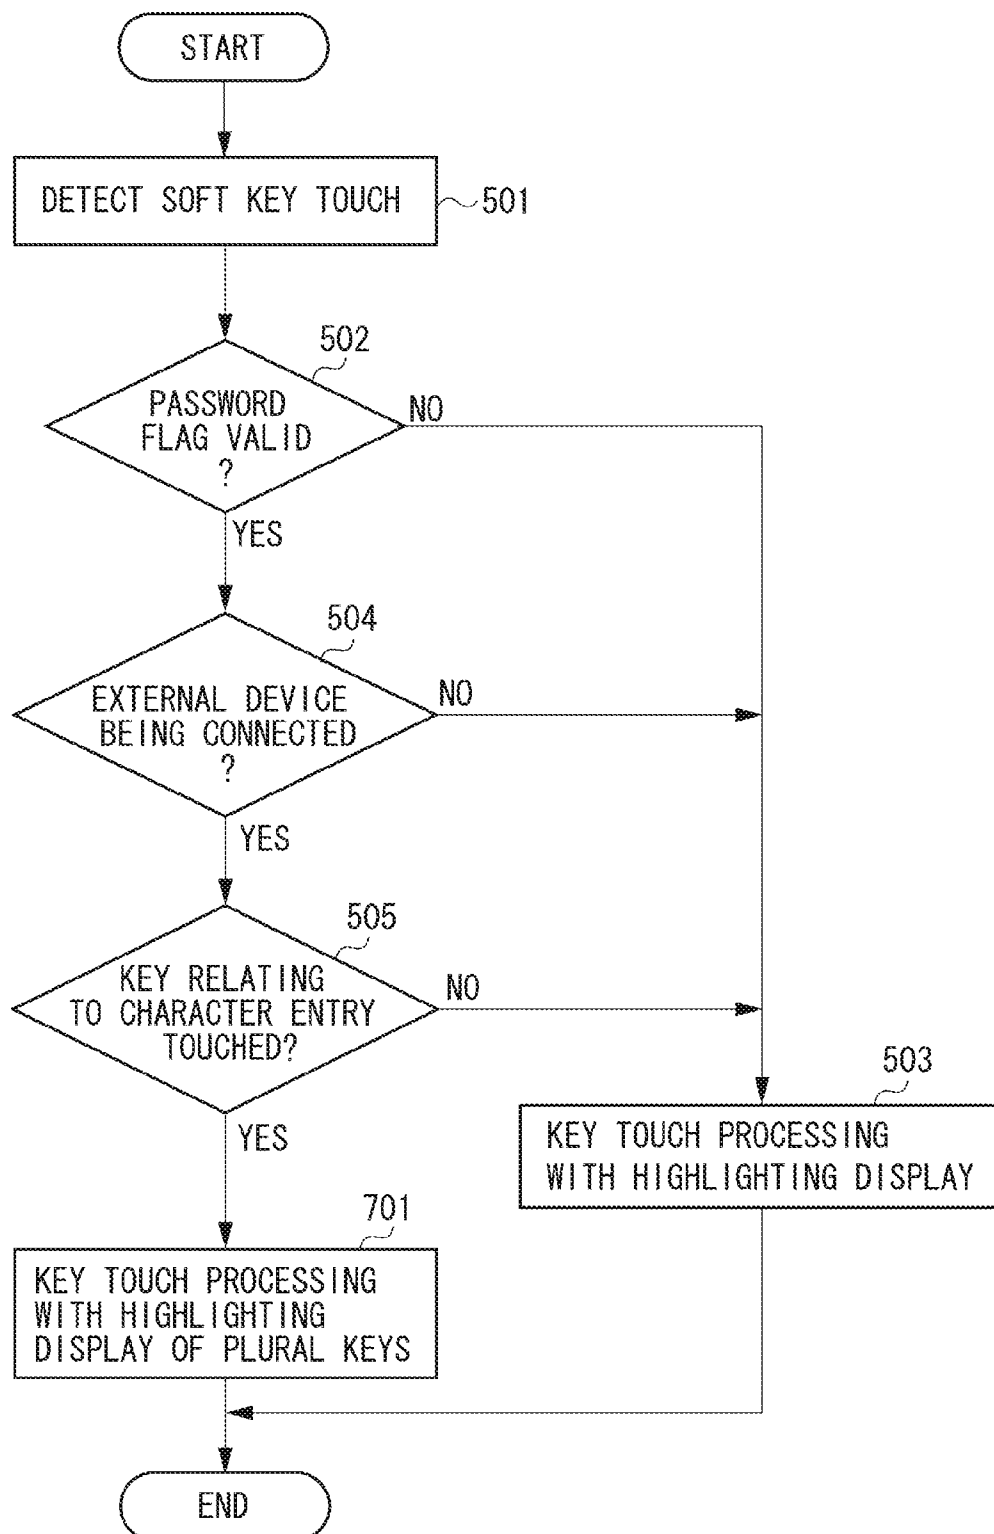 START
DETECT SOFT KEY TOUCH
501
502
PASSWORD
FLAG VALID
?
NO
YES
504
EXTERNAL DEVICE
BEING CONNECTED
?
NO
YES
505
KEY RELATING
TO CHARACTER ENTRY
TOUCHED?
NO
YES
503
KEY TOUCH PROCESSING
WITH HIGHLIGHTING DISPLAY
701
KEY TOUCH PROCESSING
WITH HIGHLIGHTING
DISPLAY OF PLURAL KEYS
END